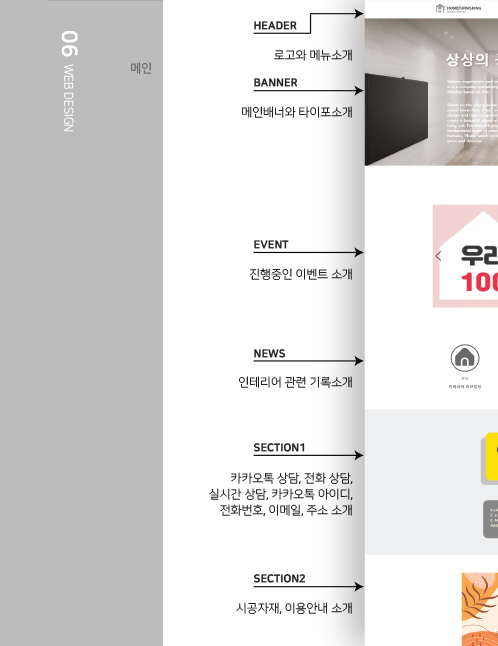 06 WEB DESIGN
메인
HEADER
로고와 메뉴소개
BANNER
메인배너와 타이포소개
EVENT
진행중인 이벤트 소개
NEWS
인테리어 관련 기록소개
SECTION1
카카오톡 상담, 전화 상담,
실시간 상담, 카카오톡 아이디,
전화번호, 이메일, 주소 소개
SECTION2
시공자재, 이용안내 소개
HOMEFURNISHING
상상의
우리
100